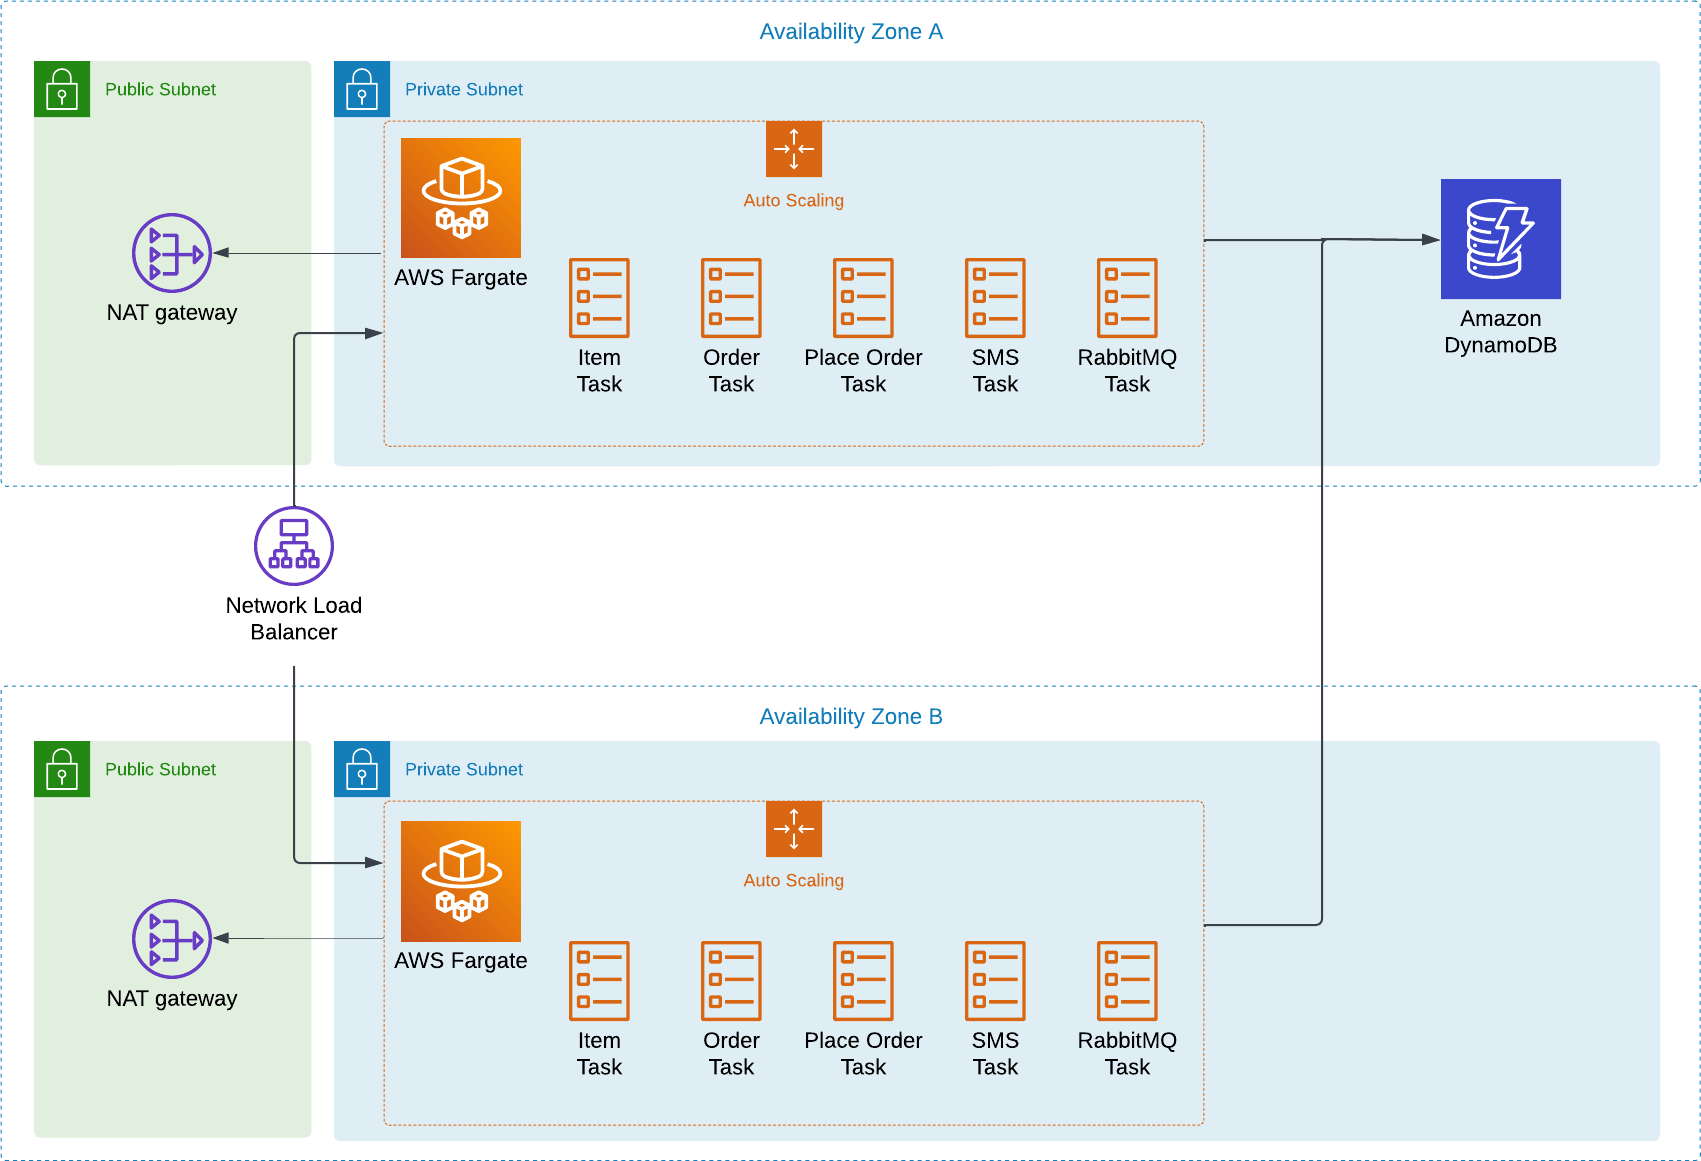 Availability Zone A
Public Subnet
Private Subnet
Auto Scaling
AWS Fargate
NAT gateway
Item
Task
Order
Task
Place Order
Task
SMS
Task
RabbitMQ
Task
Amazon
DynamoDB
Network Load
Balancer
Availability Zone B
Public Subnet
Private Subnet
Auto Scaling
AWS Fargate
NAT gateway
Item
Task
Order
Task
Place Order
Task
SMS
Task
RabbitMQ
Task